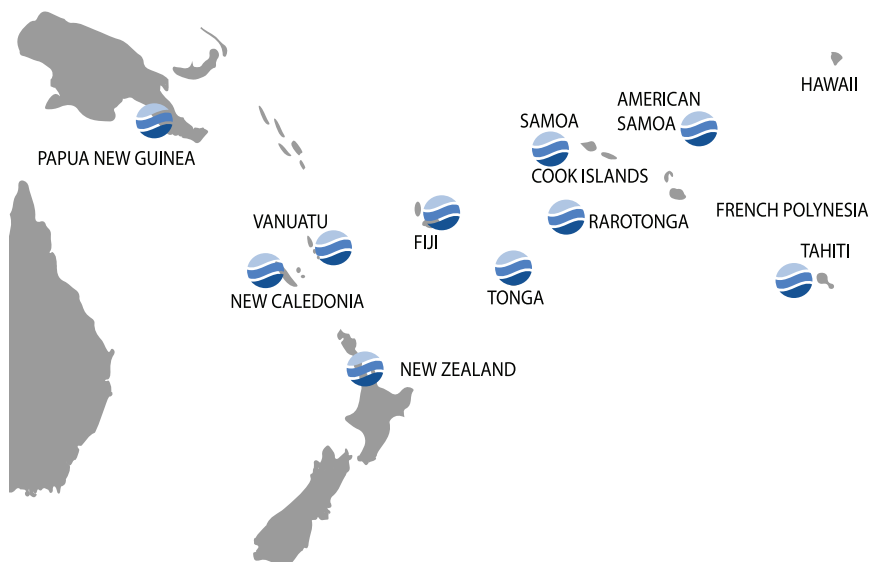 HAWAII
AMERICAN
SAMOA
SAMOA
PAPUA NEW GUINEA
COOK ISLANDS
VANUATU
FIJI
RAROTONGA
FRENCH POLYNESIA
TAHITI
NEW CALEDONIA
TONGA
NEW ZEALAND